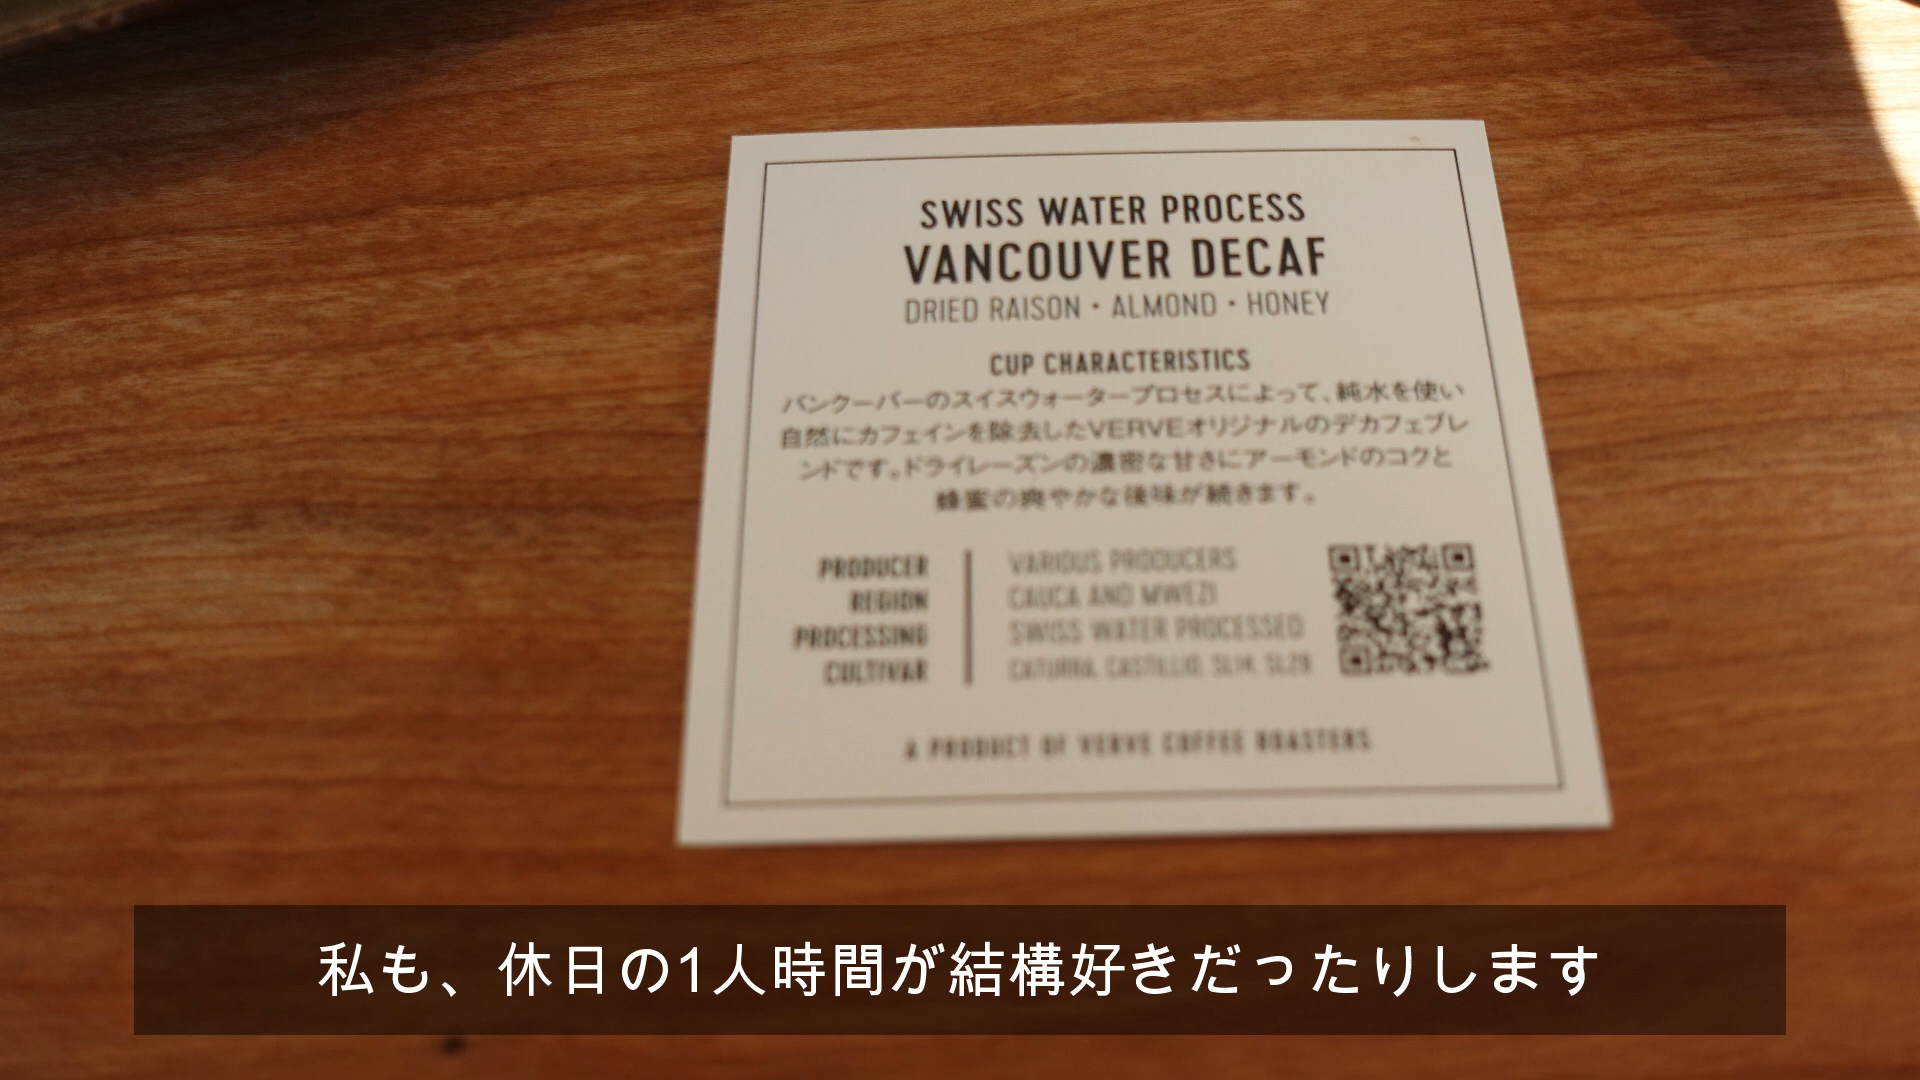 SWISS WATER PROCESS
VANCOUVER DECAF
DRIED RAISON・ALMOND・HONEY
CUP CHARACTERISTICS
バンクーバーのスイスウォータープロセスによって、純水を使い
自然にカフェインを除去したVERVEオリジナルのデカフェブレ
ンドです。ドライレーズンの濃密な甘さにアーモンドのコクと
蜂蜜の爽やかな後味が続きます。
PRODUCER VARIOUS PRODUCERS
REGION CAUCA AND MWEZI
PROCESSING SWISS WATER PROCESSED
CULTIVAR CATURRA, CASTILLIO, SL14, SL28
A PRODUCT OF VERVE COFFEE ROASTERS
私も、休日の1人時間が結構好きだったりします